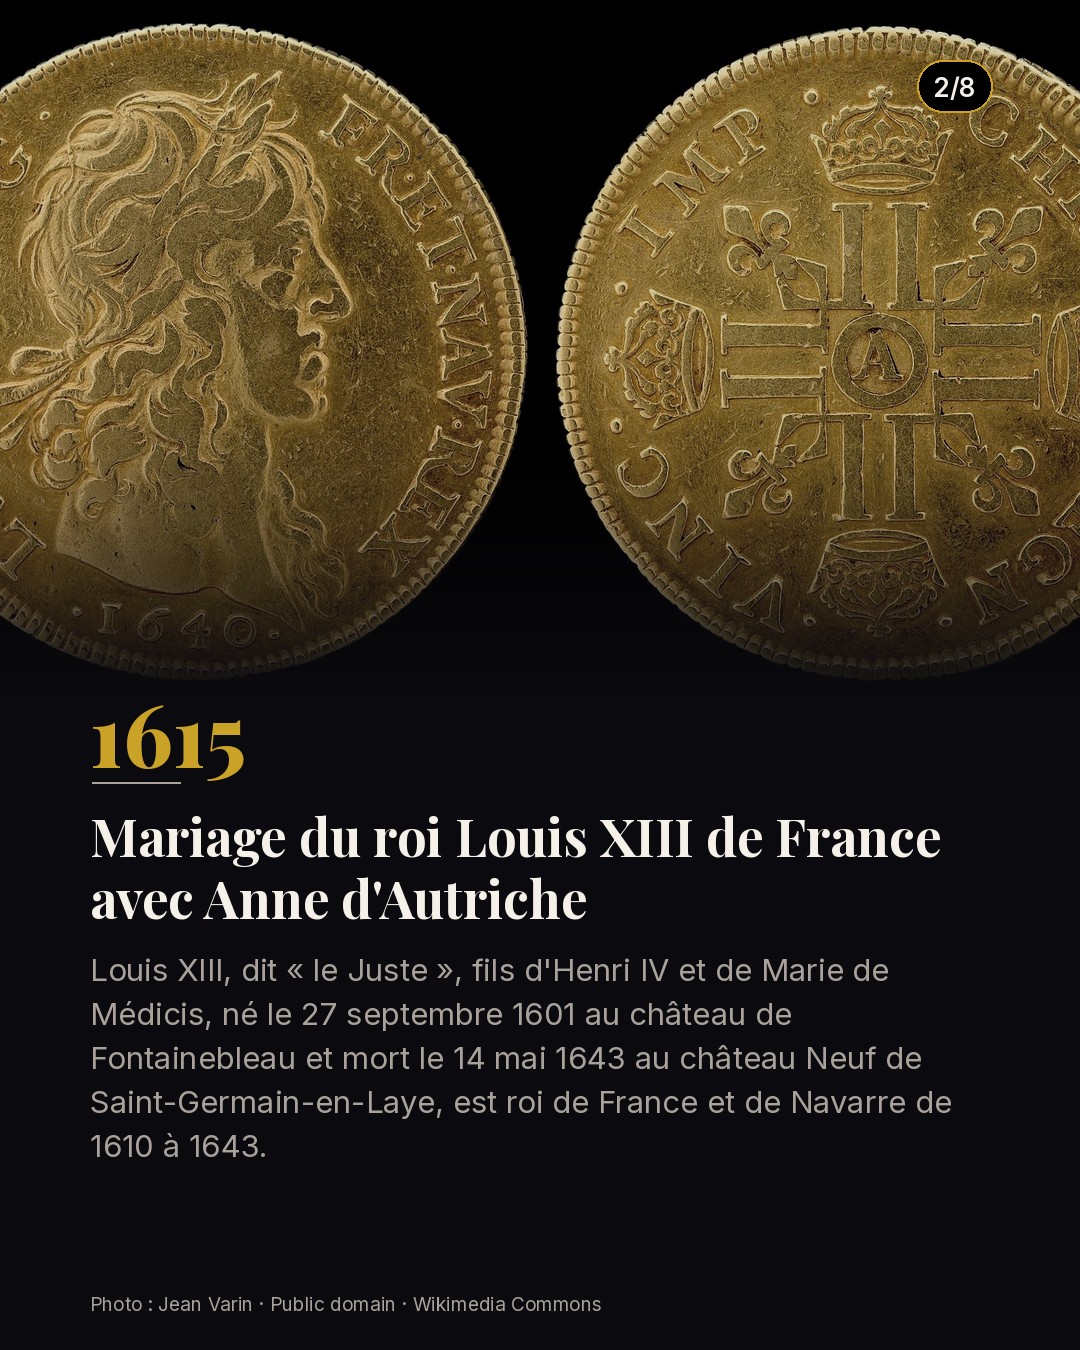 FR·ET·NAV·REX
·1640·
IMP
VINC
A
2/8
1615
Mariage du roi Louis XIII de France
avec Anne d'Autriche
Louis XIII, dit « le Juste », fils d'Henri IV et de Marie de
Médicis, né le 27 septembre 1601 au château de
Fontainebleau et mort le 14 mai 1643 au château Neuf de
Saint-Germain-en-Laye, est roi de France et de Navarre de
1610 à 1643.
Photo : Jean Varin · Public domain · Wikimedia Commons